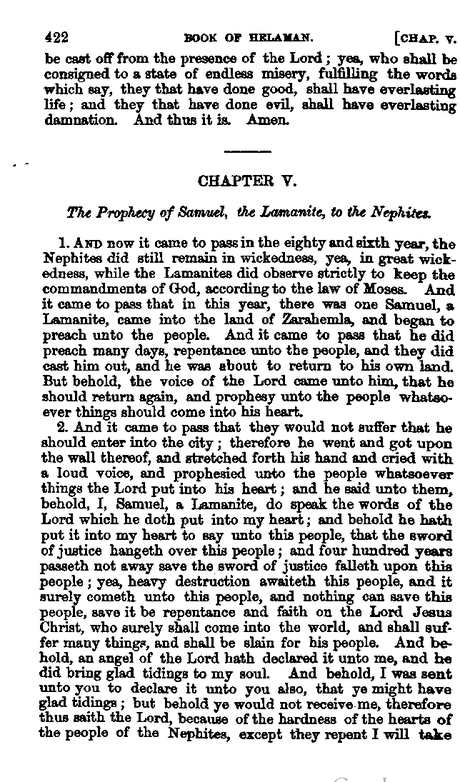 422 BOOK OF HELAMAN. [CHAP. V.
be cast off from the presence of the Lord; yea, who shall be
consigned to a state of endless misery, fulfilling the words
which say, they that have done good, shall have everlasting
life; and they that have done evil, shall have everlasting
damnation. And thus it is. Amen.
CHAPTER V.
The Prophecy of Samuel, the Lamanite, to the Nephites.
1. AND now it came to pass in the eighty and sixth year, the
Nephites did still remain in wickedness, yea, in great wick-
edness, while the Lamanites did observe strictly to keep the
commandments of God, according to the law of Moses. And
it came to pass that in this year, there was one Samuel, a
Lamanite, came into the land of Zarahemla, and began to
preach unto the people. And it came to pass that he did
preach many days, repentance unto the people, and they did
cast him out, and he was about to return to his own land.
But behold, the voice of the Lord came unto him, that he
should return again, and prophesy unto the people whatso-
ever things should come into his heart.
2. And it came to pass that they would not suffer that he
should enter into the city; therefore he went and got upon
the wall thereof, and stretched forth his hand and cried with
a loud voice, and prophesied unto the people whatsoever
things the Lord put into his heart; and he said unto them,
behold, I, Samuel, a Lamanite, do speak the words of the
Lord which he doth put into my heart; and behold he hath
put it into my heart to say unto this people, that the sword
of justice hangeth over this people; and four hundred years
passeth not away save the sword of justice falleth upon this
people; yea, heavy destruction awaiteth this people, and it
surely cometh unto this people, and nothing can save this
people, save it be repentance and faith on the Lord Jesus
Christ, who surely shall come into the world, and shall suf-
fer many things, and shall be slain for his people. And be-
hold, an angel of the Lord hath declared it unto me, and he
did bring glad tidings to my soul. And behold, I was sent
unto you to declare it unto you also, that ye might have
glad tidings; but behold ye would not receive me, therefore
thus saith the Lord, because of the hardness of the hearts of
the people of the Nephites, except they repent I will take